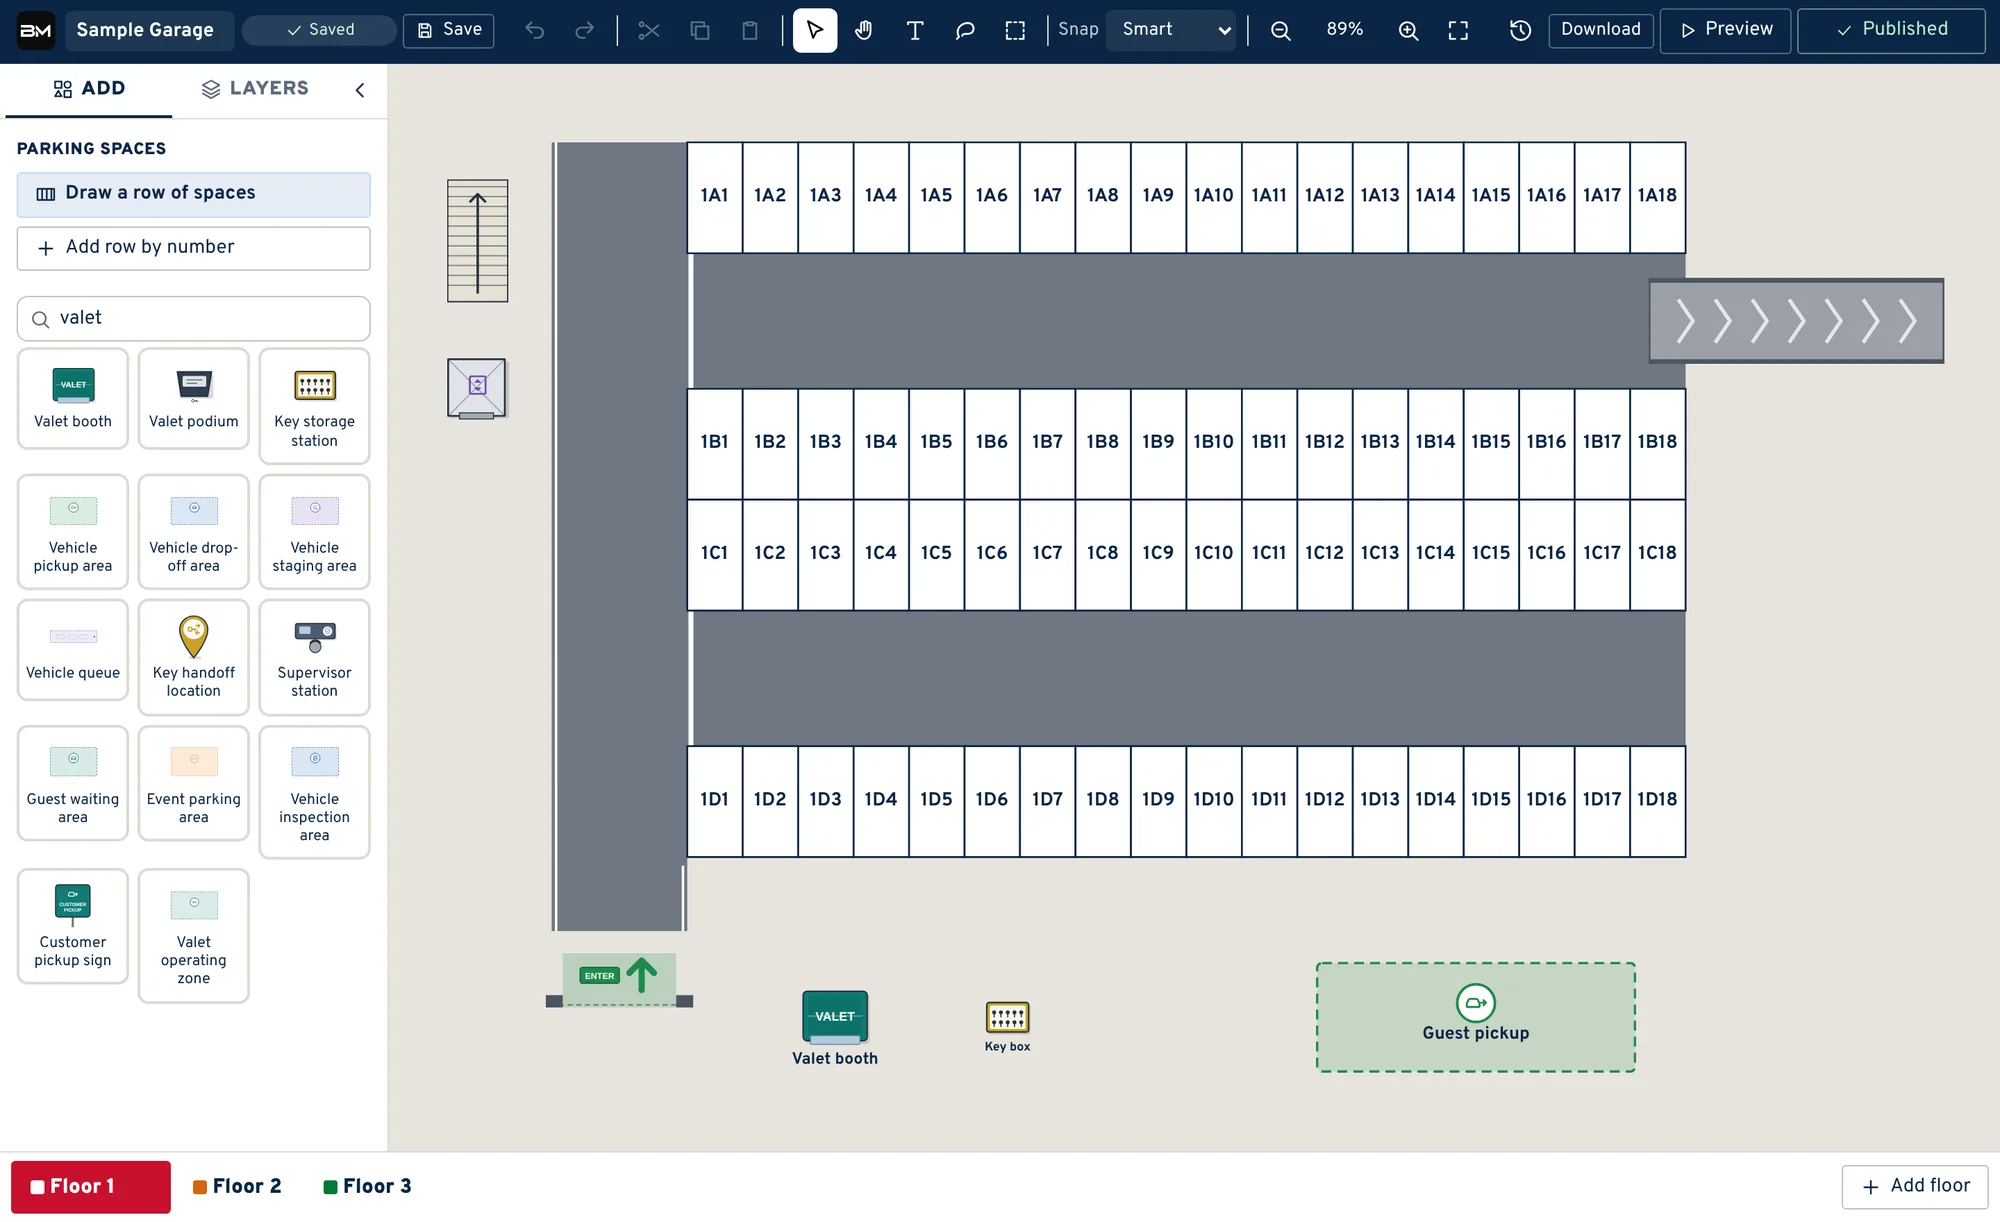 BM Sample Garage Saved Save Snap Smart 89% Download Preview Published
ADD LAYERS
PARKING SPACES
Draw a row of spaces
Add row by number
valet
VALET
Valet booth
Valet podium
Key storage
station
Vehicle
pickup area
Vehicle drop-
off area
Vehicle
staging area
Vehicle queue
Key handoff
location
Supervisor
station
Guest waiting
area
Event parking
area
Vehicle
inspection
area
CUSTOMER
PICKUP
Customer
pickup sign
Valet
operating
zone
1A1 1A2 1A3 1A4 1A5 1A6 1A7 1A8 1A9 1A10 1A11 1A12 1A13 1A14 1A15 1A16 1A17 1A18
1B1 1B2 1B3 1B4 1B5 1B6 1B7 1B8 1B9 1B10 1B11 1B12 1B13 1B14 1B15 1B16 1B17 1B18
1C1 1C2 1C3 1C4 1C5 1C6 1C7 1C8 1C9 1C10 1C11 1C12 1C13 1C14 1C15 1C16 1C17 1C18
1D1 1D2 1D3 1D4 1D5 1D6 1D7 1D8 1D9 1D10 1D11 1D12 1D13 1D14 1D15 1D16 1D17 1D18
ENTER
VALET
Valet booth
Key box
Guest pickup
Floor 1 Floor 2 Floor 3 Add floor